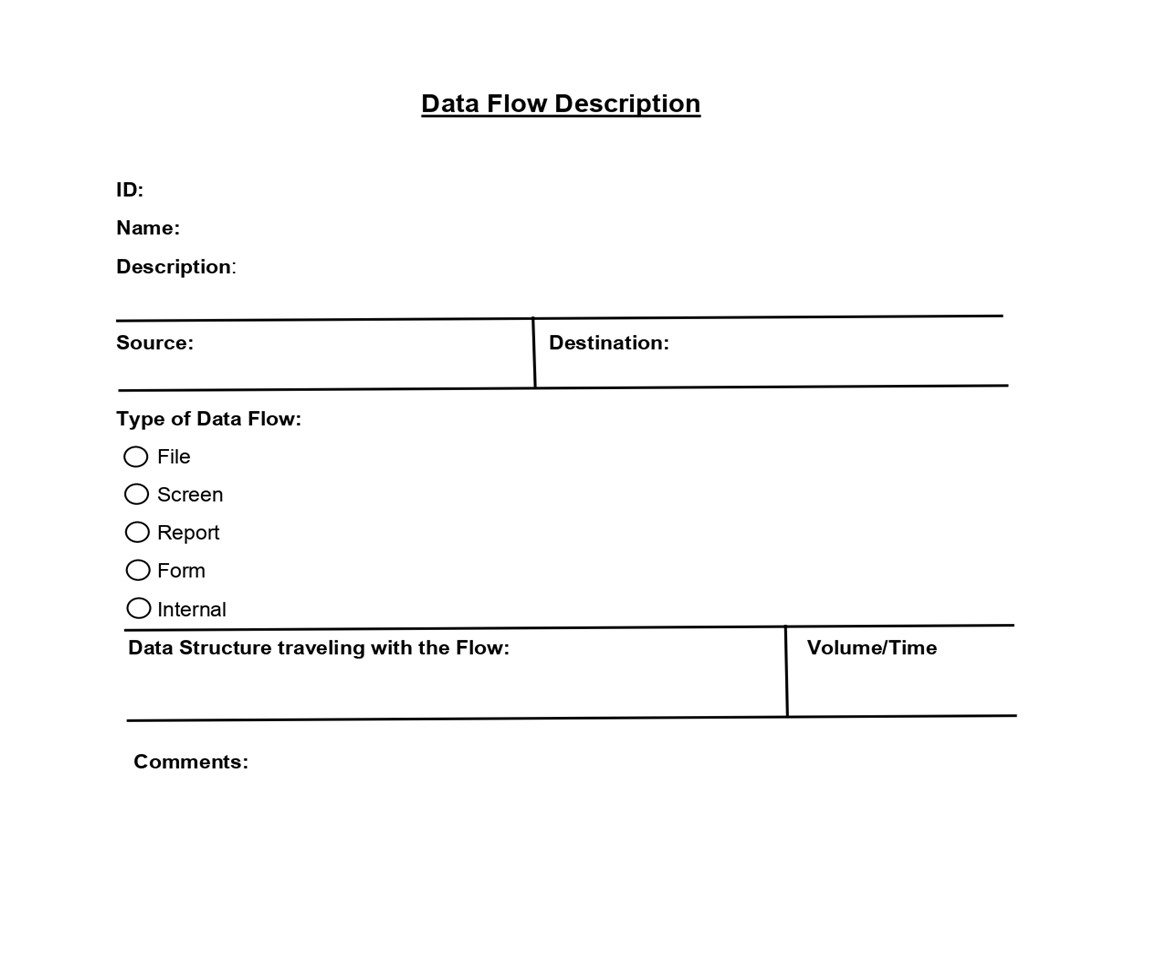 Data Flow Description
ID:
Name:
Description:
Source:
Destination:
Type of Data Flow:
File
Screen
Report
Form
Internal
Data Structure traveling with the Flow:
Volume/Time
Comments: